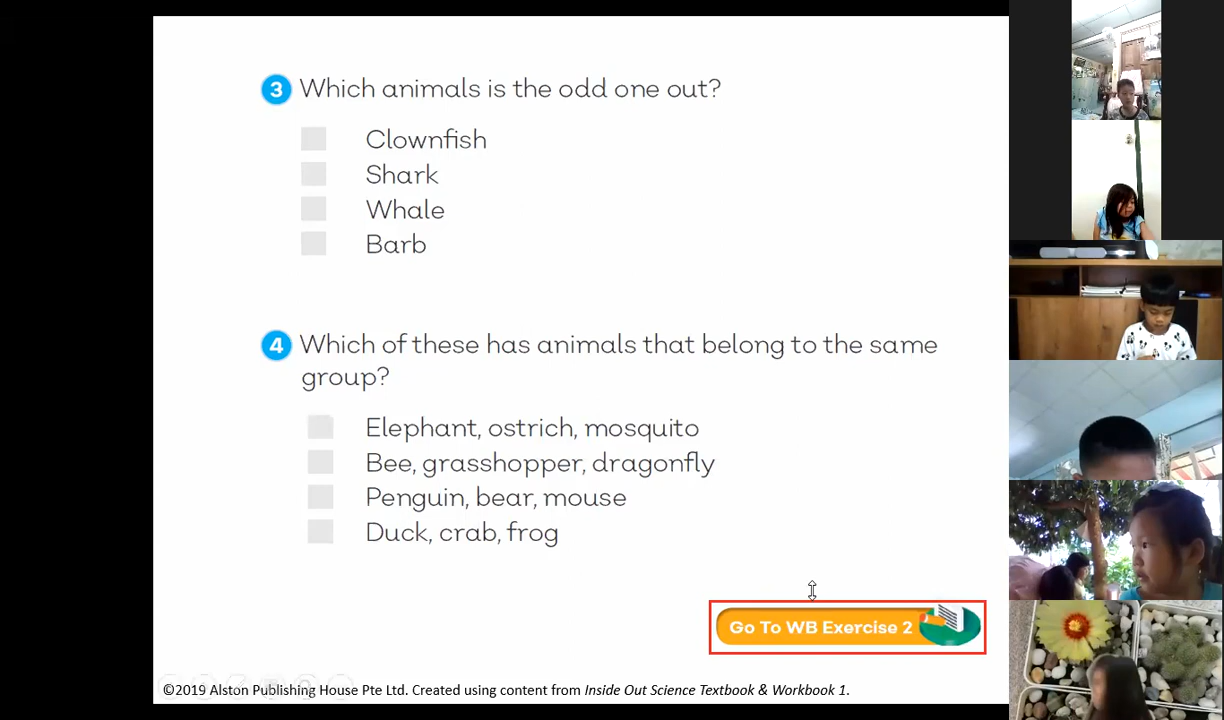 3 Which animals is the odd one out?
Clownfish
Shark
Whale
Barb
4 Which of these has animals that belong to the same
group?
Elephant, ostrich, mosquito
Bee, grasshopper, dragonfly
Penguin, bear, mouse
Duck, crab, frog
Go To WB Exercise 2
©2019 Alston Publishing House Pte Ltd. Created using content from Inside Out Science Textbook & Workbook 1.